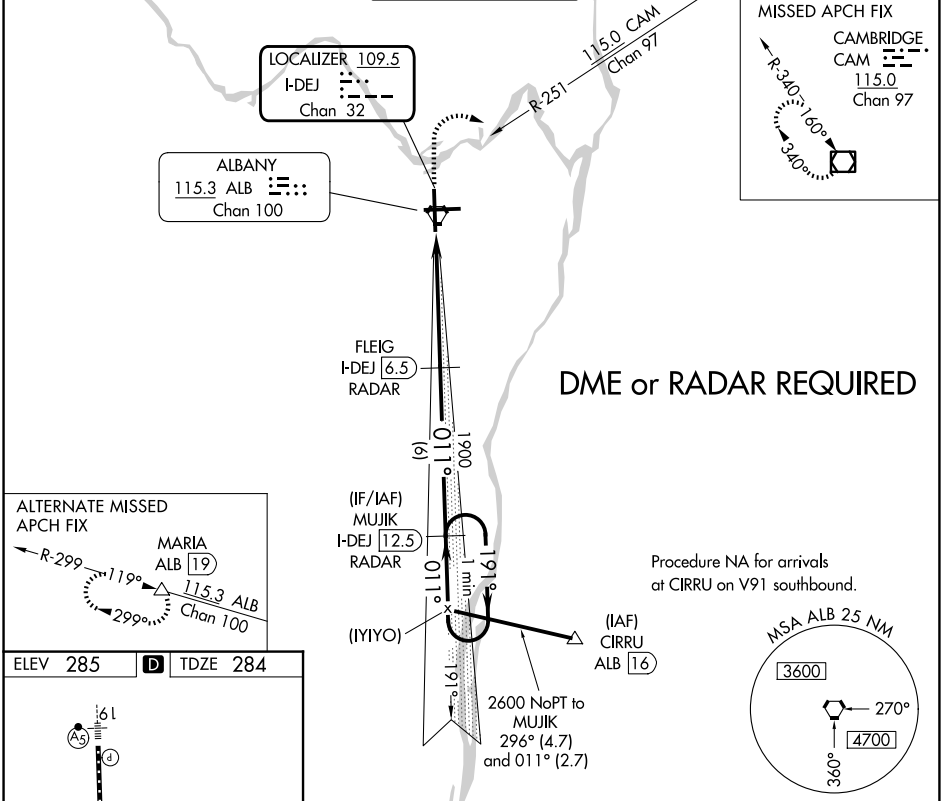 MISSED APCH FIX
CAMBRIDGE
CAM
115.0
Chan 97
R-340
160°
340°
115.0 CAM
Chan 97
R-251
LOCALIZER 109.5
I-DEJ
Chan 32
ALBANY
115.3 ALB
Chan 100
FLEIG
I-DEJ 6.5
RADAR
DME or RADAR REQUIRED
1900
011°
(6)
(IF/IAF)
MUJIK
I-DEJ 12.5
RADAR
191°
1 min
011°
(IYIYO)
191°
(IAF)
CIRRU
ALB 16
2600 NoPT to
MUJIK
296° (4.7)
and 011° (2.7)
Procedure NA for arrivals
at CIRRU on V91 southbound.
MSA ALB 25 NM
3600
270°
4700
360°
ALTERNATE MISSED
APCH FIX
R-299
119°
MARIA
ALB 19
115.3 ALB
Chan 100
299°
ELEV 285
D
TDZE 284
19
A5
P